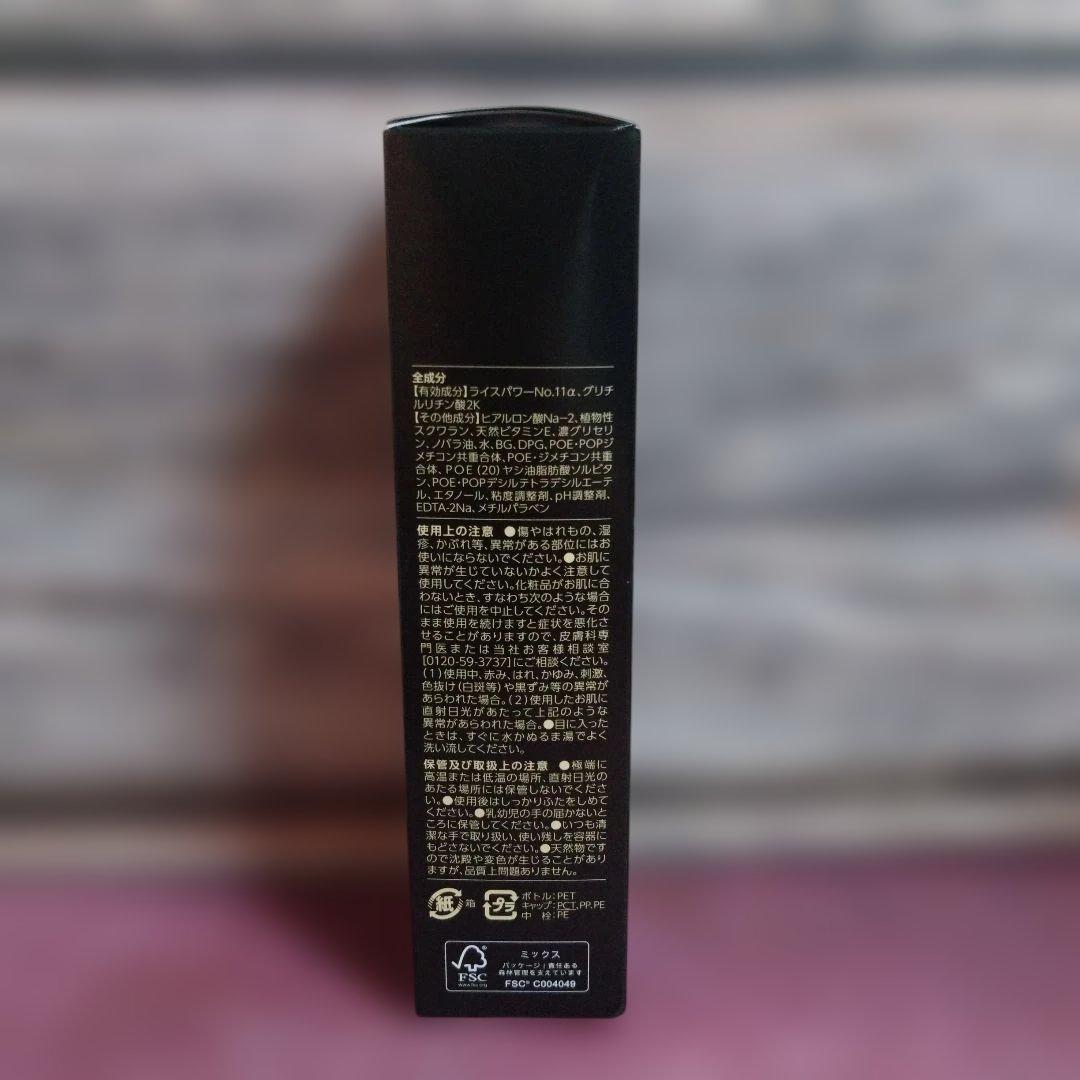 全成分
【有効成分】ライスパワーNo.11α、グリチ
ルリチン酸2K
【その他成分】ヒアルロン酸Na−2、植物性
スクワラン、天然ビタミンE、濃グリセリ
ン、ノバラ油、水、BG、DPG、POE・POPジ
メチコン共重合体、POE・ジメチコン共重
合体、POE(20)ヤシ油脂肪酸ソルビタ
ン、POE・POPデシルテトラデシルエーテ
ル、エタノール、粘度調整剤、pH調整剤、
EDTA-2Na、メチルパラベン
使用上の注意 ●傷やはれもの、湿
疹、かぶれ等、異常がある部位にはお
使いにならないでください。●お肌に
異常が生じていないかよく注意して
使用してください。化粧品がお肌に合
わないとき、すなわち次のような場合
にはご使用を中止してください。その
まま使用を続けますと症状を悪化さ
せることがありますので、皮膚科専
門医または当社お客様相談室
[0120-59-3737]にご相談ください。
(1)使用中、赤み、はれ、かゆみ、刺激、
色抜け(白斑等)や黒ずみ等の異常が
あらわれた場合。(2)使用したお肌に
直射日光があたって上記のような
異常があらわれた場合。●目に入った
ときは、すぐに水かぬるま湯でよく
洗い流してください。
保管及び取扱上の注意 ●極端に
高温または低温の場所、直射日光の
あたる場所には保管しないでくださ
い。●使用後はしっかりふたをしめて
ください。●乳幼児の手の届かないと
ころに保管してください。●いつも清
潔な手で取り扱い、使い残しを容器に
もどさないでください。●天然物です
ので沈殿や変色が生じることがあり
ますが、品質上問題ありません。
紙 箱 プラ ボトル:PET
キャップ:PCT,PP,PE
中 栓:PE
ミックス
パッケージ|責任ある
森林管理を支えています
FSC
www.fsc.org
FSC® C004049